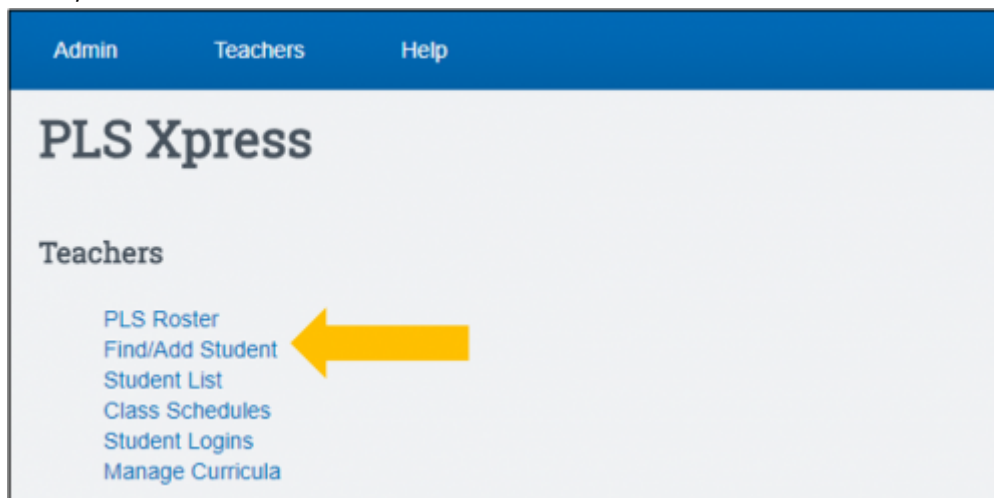 Admin Teachers Help
PLS Xpress
Teachers
PLS Roster
Find/Add Student
Student List
Class Schedules
Student Logins
Manage Curricula